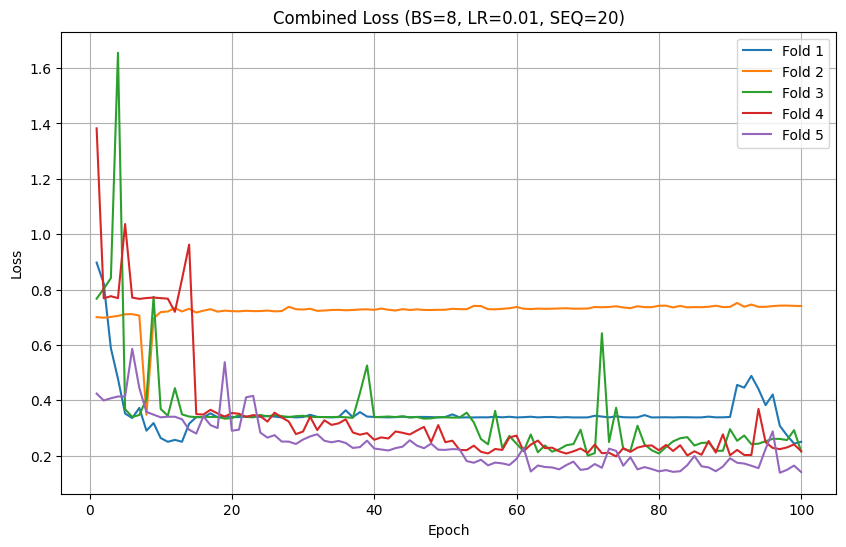 Combined Loss (BS=8, LR=0.01, SEQ=20)
Fold 1
Fold 2
Fold 3
Fold 4
Fold 5
1.6
1.4
1.2
1.0
0.8
0.6
0.4
0.2
Loss
0 20 40 60 80 100
Epoch